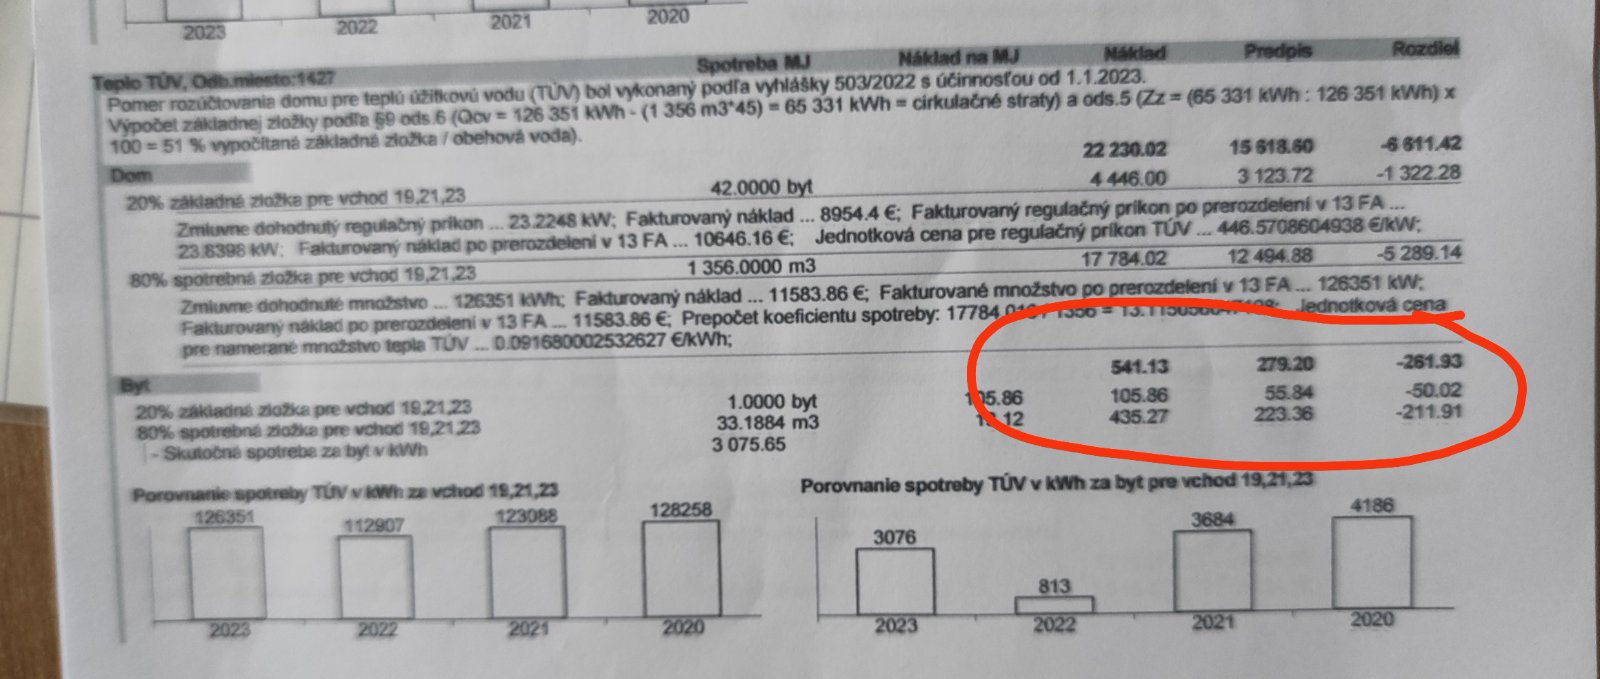 2023 2022 2021 2020
Teplo TÚV, Odb.miesto:1427 Spotreba MJ Náklad na MJ Náklad Predpis Rozdiel
Pomer rozúčtovania domu pre teplú úžitkovú vodu (TÚV) bol vykonaný podľa vyhlášky 503/2022 s účinnosťou od 1.1.2023.
Výpočet základnej zložky podľa §9 ods.6 (Qcv = 126 351 kWh - (1 356 m3*45) = 65 331 kWh = cirkulačné straty) a ods.5 (Zz = (65 331 kWh : 126 351 kWh) x
100 = 51 % vypočítaná základná zložka / obehová voda).
Dom 22 230.02 15 618.60 -6 611.42
20% základná zložka pre vchod 19,21,23 42.0000 byt 4 446.00 3 123.72 -1 322.28
Zmluvne dohodnutý regulačný príkon ... 23.2248 kW; Fakturovaný náklad ... 8954.4 €; Fakturovaný regulačný príkon po prerozdelení v 13 FA ...
23.8398 kW; Fakturovaný náklad po prerozdelení v 13 FA ... 10646.16 €; Jednotková cena pre regulačný príkon TÚV ... 446.5708604938 €/kW;
80% spotrebná zložka pre vchod 19,21,23 1 356.0000 m3 17 784.02 12 494.88 -5 289.14
Zmluvne dohodnuté množstvo ... 126351 kWh; Fakturovaný náklad ... 11583.86 €; Fakturované množstvo po prerozdelení v 13 FA ... 126351 kW;
Fakturovaný náklad po prerozdelení v 13 FA ... 11583.86 €; Prepočet koeficientu spotreby: Jednotková cena
pre namerané množstvo tepla TÚV ... 0.091680002532627 €/kWh;
Byt 541.13 279.20 -261.93
20% základná zložka pre vchod 19,21,23 1.0000 byt 105.86 105.86 55.84 -50.02
80% spotrebná zložka pre vchod 19,21,23 33.1884 m3 435.27 223.36 -211.91
- Skutočná spotreba za byt v kWh 3 075.65
Porovnanie spotreby TÚV v kWh za vchod 19,21,23
126351 112907 123088 128258
2023 2022 2021 2020
Porovnanie spotreby TÚV v kWh za byt pre vchod 19,21,23
3076 813 3684 4186
2023 2022 2021 2020